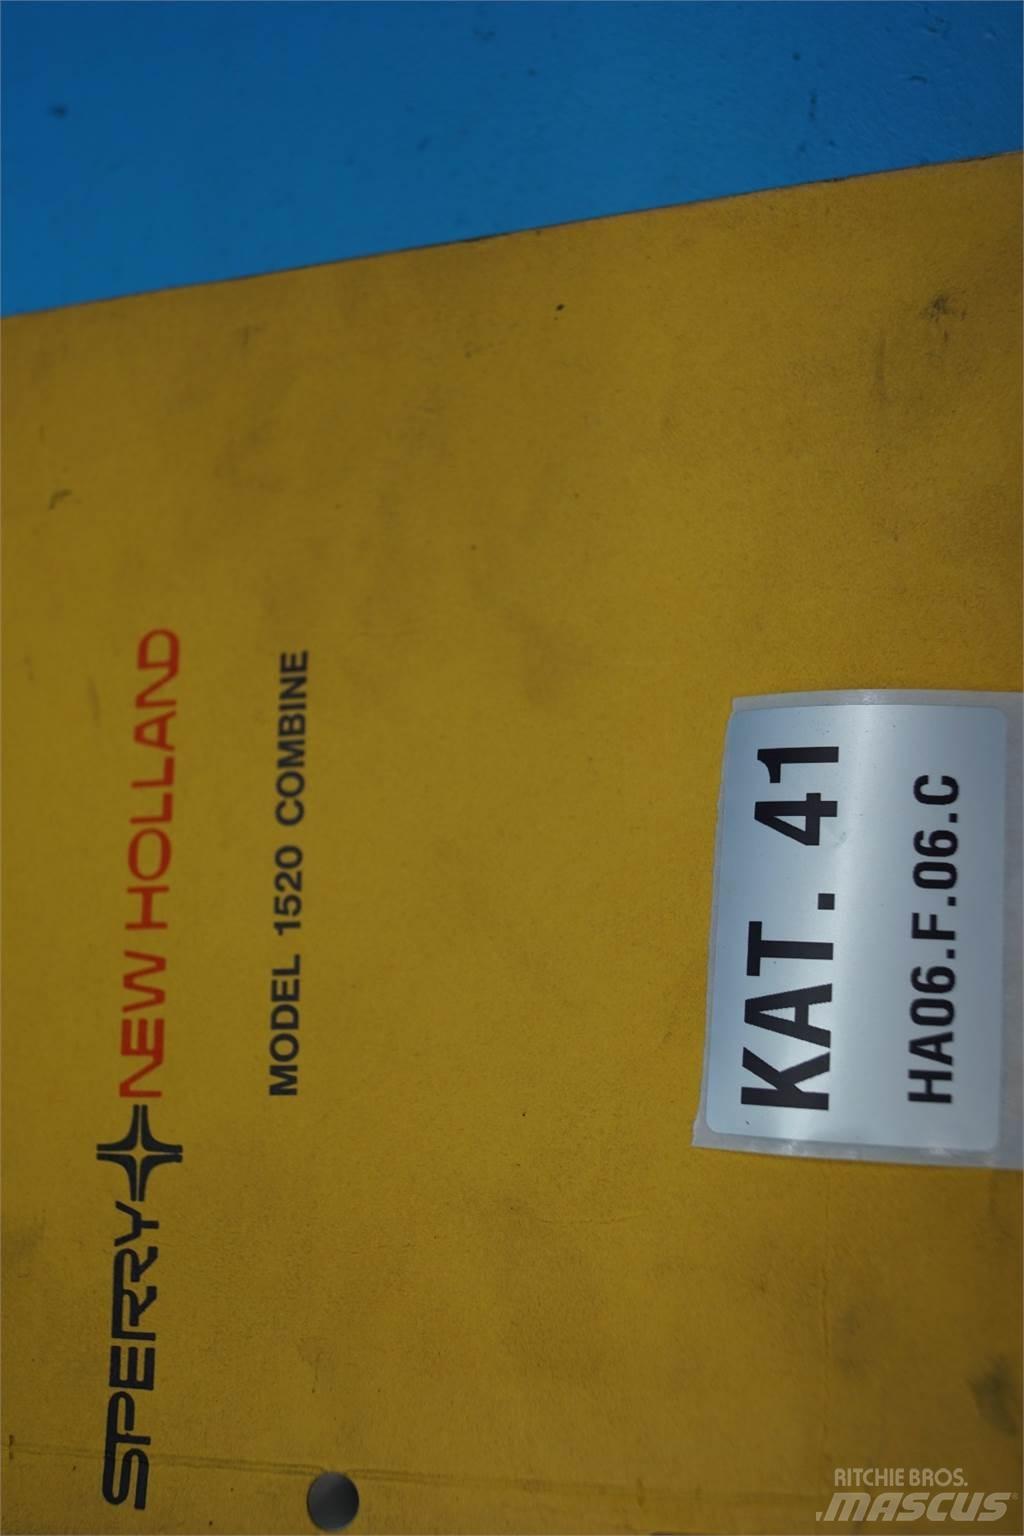 SPERRY NEW HOLLAND
MODEL 1520 COMBINE
KAT. 41
HA06.F.06.C
RITCHIE BROS.
MASCUS